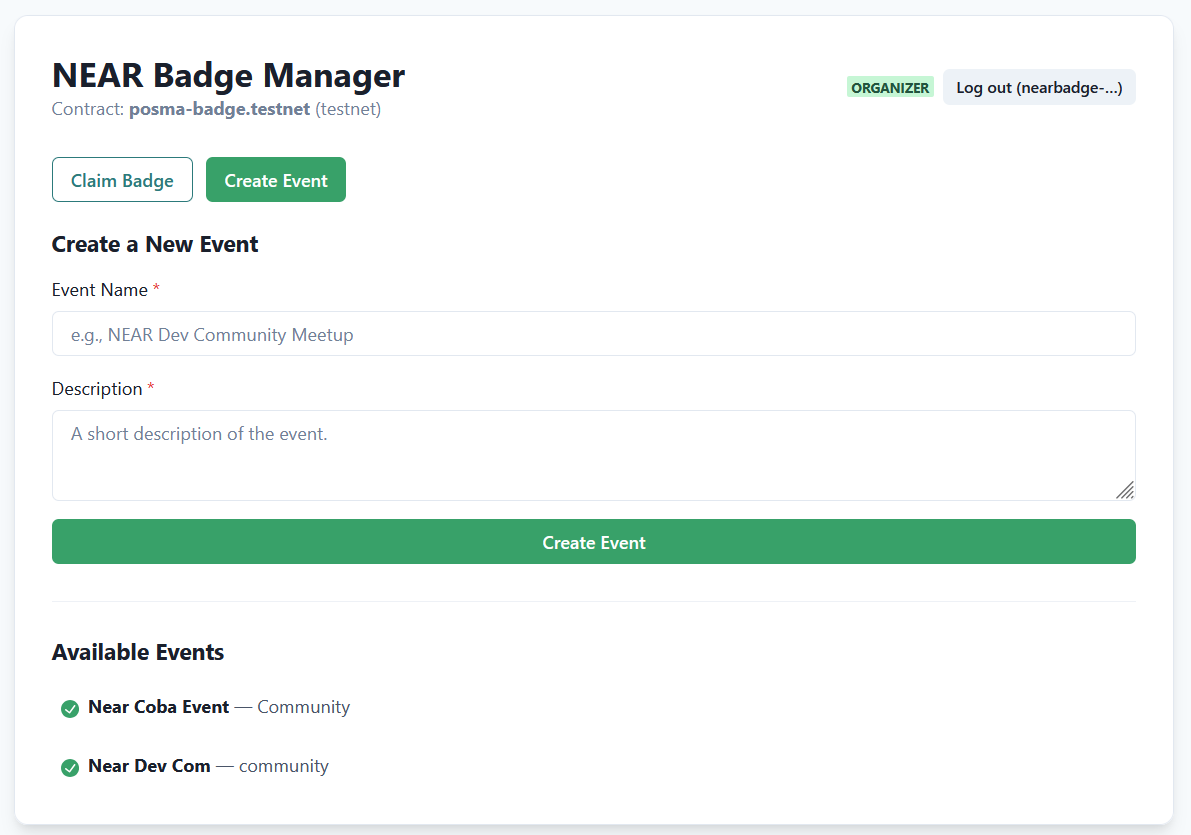 NEAR Badge Manager
Contract: posma-badge.testnet (testnet)
ORGANIZER
Log out (nearbadge-...)
Claim Badge
Create Event
Create a New Event
Event Name *
e.g., NEAR Dev Community Meetup
Description *
A short description of the event.
Create Event
Available Events
Near Coba Event — Community
Near Dev Com — community